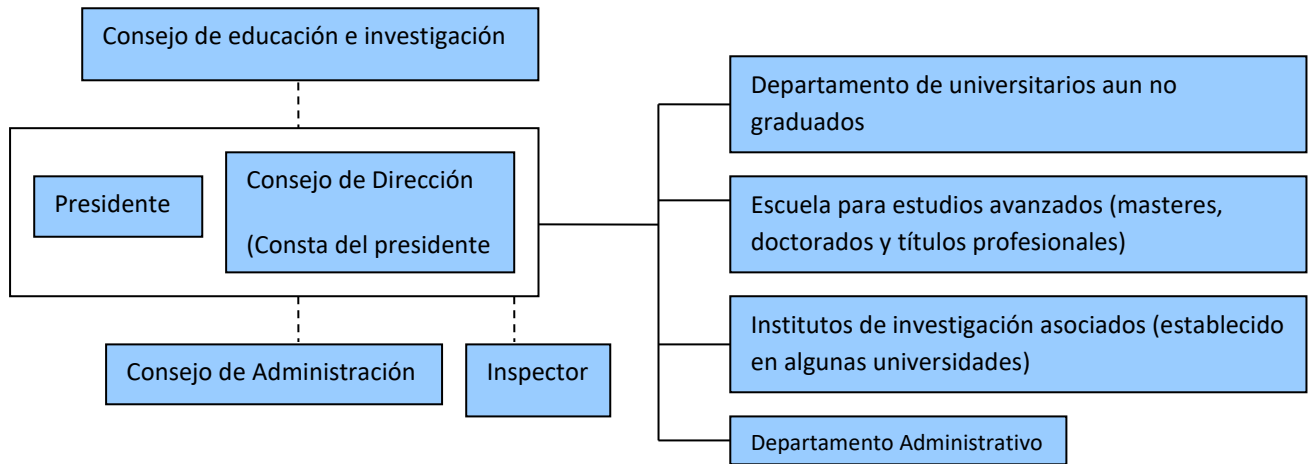 Consejo de educación e investigación
Presidente
Consejo de Dirección
(Consta del presidente
Consejo de Administración
Inspector
Departamento de universitarios aun no
graduados
Escuela para estudios avanzados (masteres,
doctorados y títulos profesionales)
Institutos de investigación asociados (establecido
en algunas universidades)
Departamento Administrativo